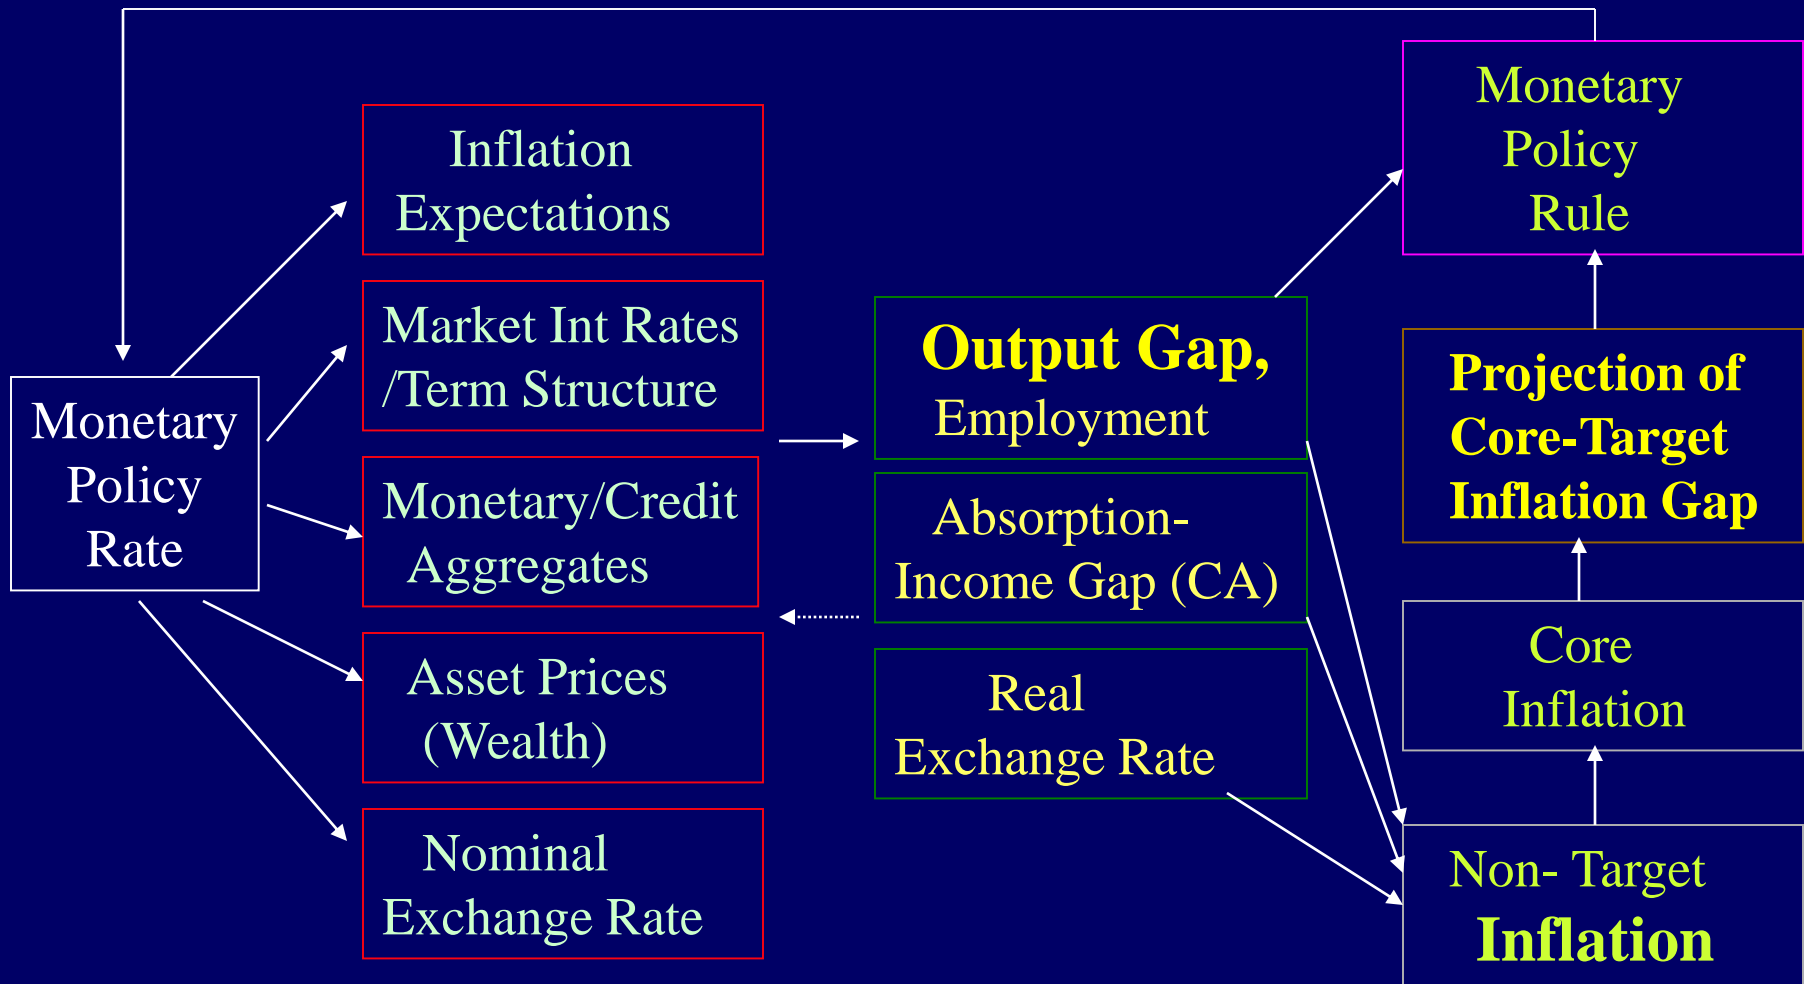 Monetary
Policy
Rate
Inflation
Expectations
Market Int Rates
/Term Structure
Monetary/Credit
Aggregates
Asset Prices
(Wealth)
Nominal
Exchange Rate
Output Gap,
Employment
Absorption-
Income Gap (CA)
Real
Exchange Rate
Monetary
Policy
Rule
Projection of
Core-Target
Inflation Gap
Core
Inflation
Non- Target
Inflation